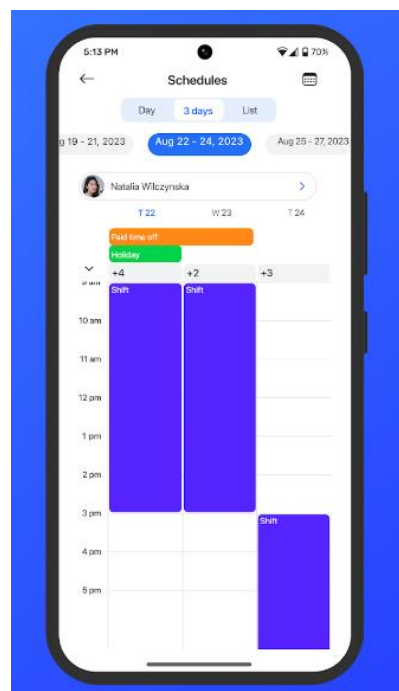 5:13 PM 70%
Schedules
Day 3 days List
g 19 - 21, 2023 Aug 22 - 24, 2023 Aug 25 - 27, 2023
Natalia Wilczynska
T 22 W 23 T 24
Paid time off
Holiday
+4 +2 +3
9 am
Shift Shift
10 am
11 am
12 pm
1 pm
2 pm
3 pm
Shift
4 pm
5 pm